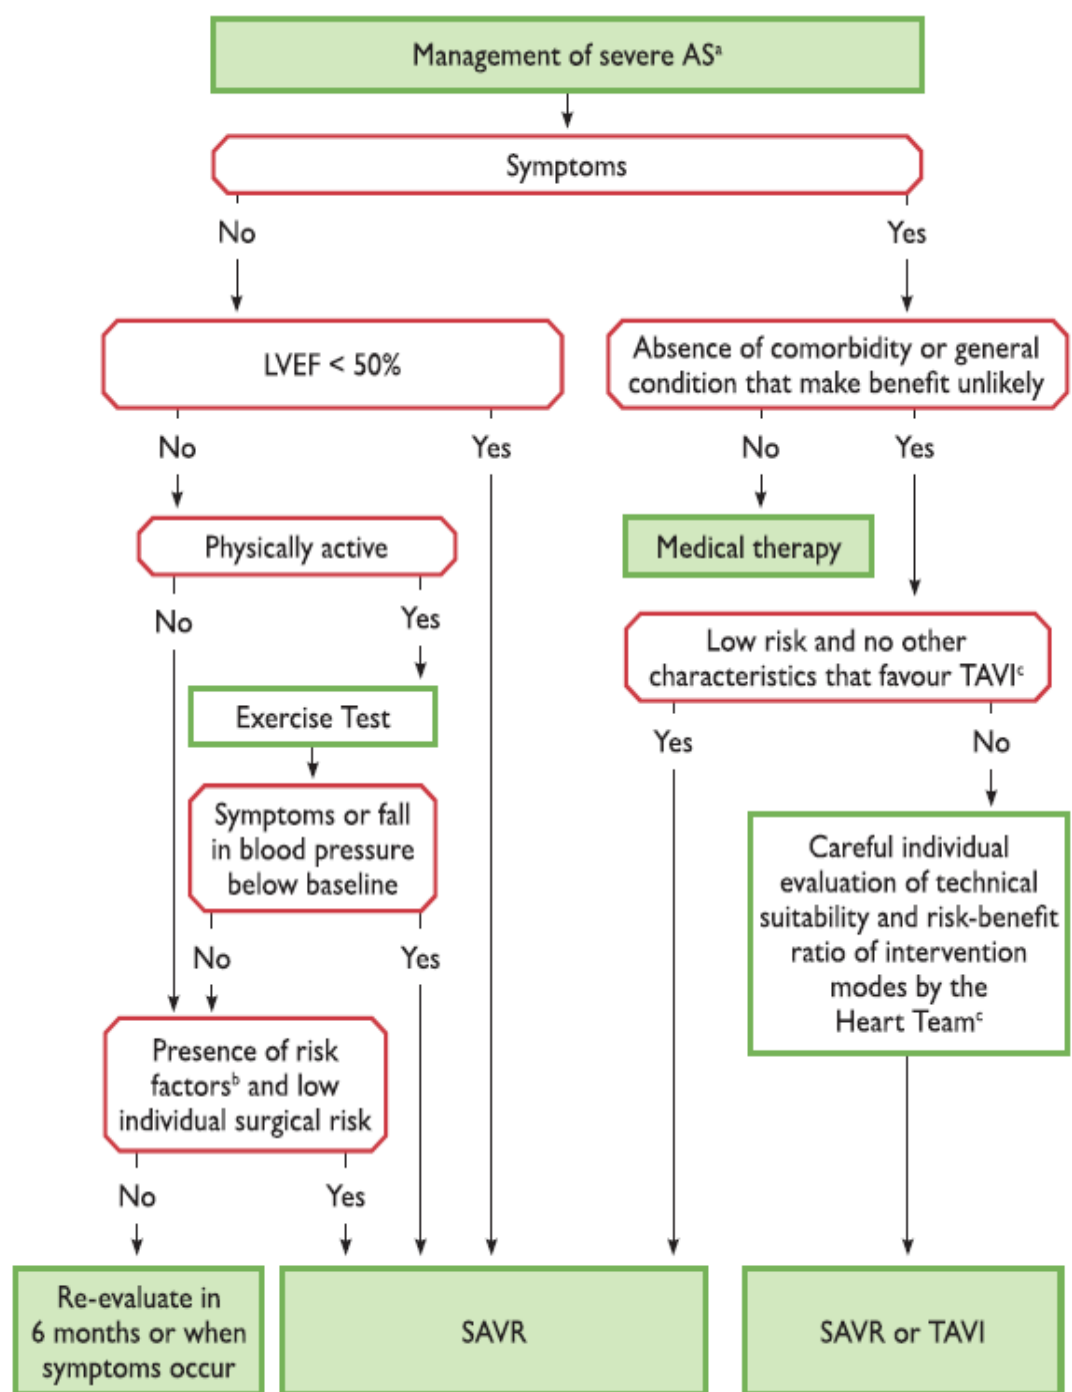 Management of severe ASᵃ
Symptoms
No
Yes
LVEF < 50%
Absence of comorbidity or general
condition that make benefit unlikely
No
Yes
No
Yes
Physically active
Medical therapy
No
Yes
Low risk and no other
characteristics that favour TAVIᶜ
Exercise Test
Yes
No
Symptoms or fall
in blood pressure
below baseline
Careful individual
evaluation of technical
suitability and risk-benefit
ratio of intervention
modes by the
Heart Teamᶜ
No
Yes
Presence of risk
factorsᵇ and low
individual surgical risk
No
Yes
Re-evaluate in
6 months or when
symptoms occur
SAVR
SAVR or TAVI